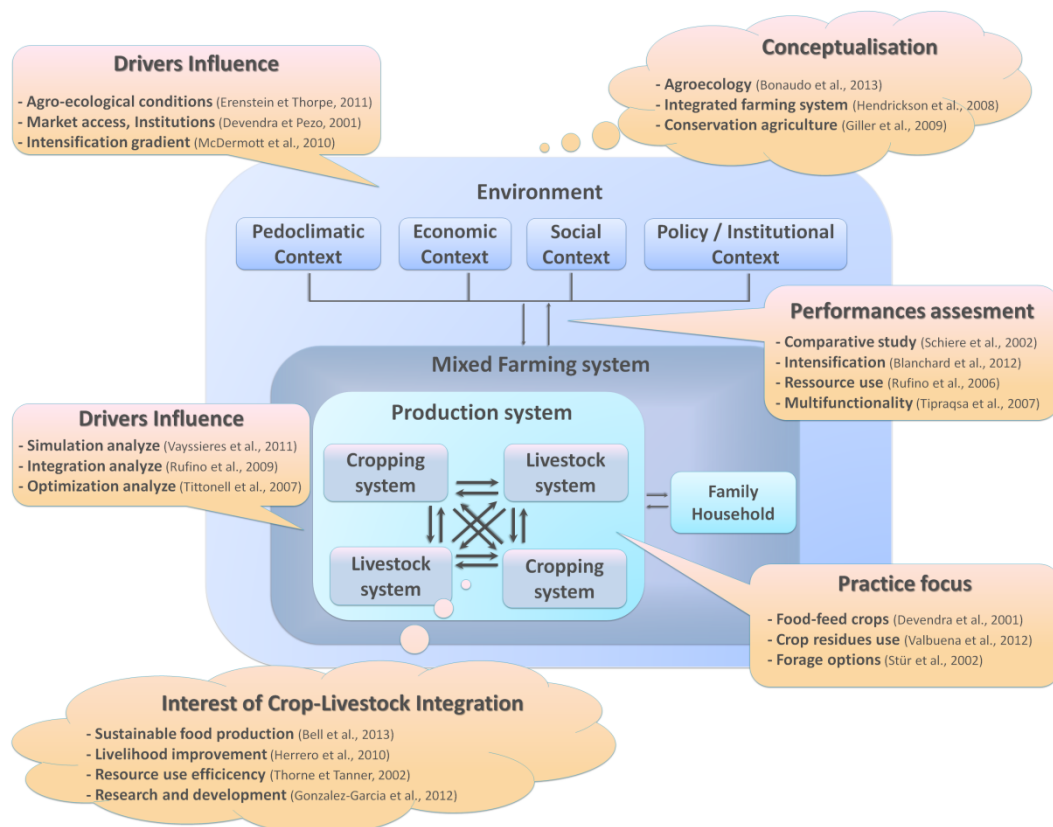 Drivers Influence
- Agro-ecological conditions (Erenstein et Thorpe, 2011)
- Market access, Institutions (Devendra et Pezo, 2001)
- Intensification gradient (McDermott et al., 2010)
Conceptualisation
- Agroecology (Bonaudo et al., 2013)
- Integrated farming system (Hendrickson et al., 2008)
- Conservation agriculture (Giller et al., 2009)
Environment
Pedoclimatic
Context
Economic
Context
Social
Context
Policy / Institutional
Context
Performances assesment
- Comparative study (Schiere et al., 2002)
- Intensification (Blanchard et al., 2012)
- Ressource use (Rufino et al., 2006)
- Multifunctionality (Tipraqsa et al., 2007)
Mixed Farming system
Drivers Influence
- Simulation analyze (Vayssieres et al., 2011)
- Integration analyze (Rufino et al., 2009)
- Optimization analyze (Tittonell et al., 2007)
Production system
Cropping
system
Livestock
system
Livestock
system
Cropping
system
Family
Household
Practice focus
- Food-feed crops (Devendra et al., 2001)
- Crop residues use (Valbuena et al., 2012)
- Forage options (Stür et al., 2002)
Interest of Crop-Livestock Integration
- Sustainable food production (Bell et al., 2013)
- Livelihood improvement (Herrero et al., 2010)
- Resource use efficicency (Thorne et Tanner, 2002)
- Research and development (Gonzalez-Garcia et al., 2012)